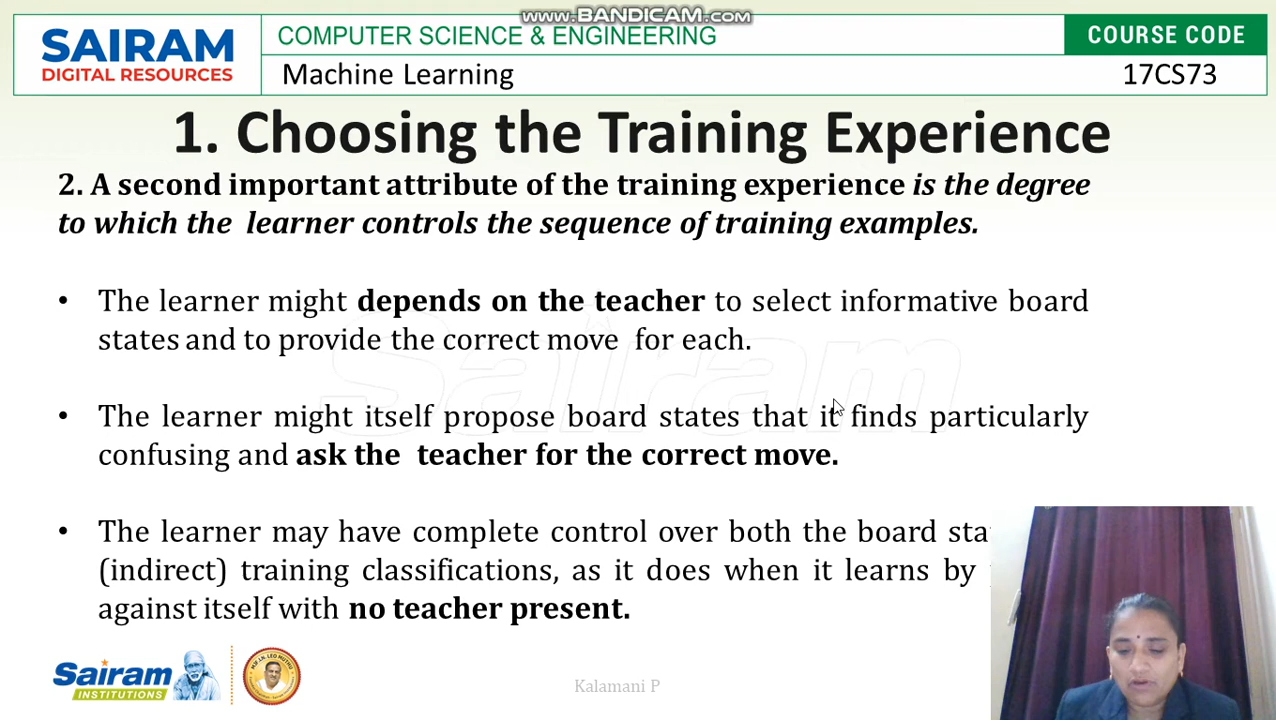 www.BANDICAM.com
SAIRAM
DIGITAL RESOURCES
COMPUTER SCIENCE & ENGINEERING
COURSE CODE
Machine Learning
17CS73
1. Choosing the Training Experience
2. A second important attribute of the training experience is the degree
to which the learner controls the sequence of training examples.
• The learner might depends on the teacher to select informative board
states and to provide the correct move for each.
• The learner might itself propose board states that it finds particularly
confusing and ask the teacher for the correct move.
• The learner may have complete control over both the board
(indirect) training classifications, as it does when it learns by
against itself with no teacher present.
Sairam
INSTITUTIONS
Kalamani P